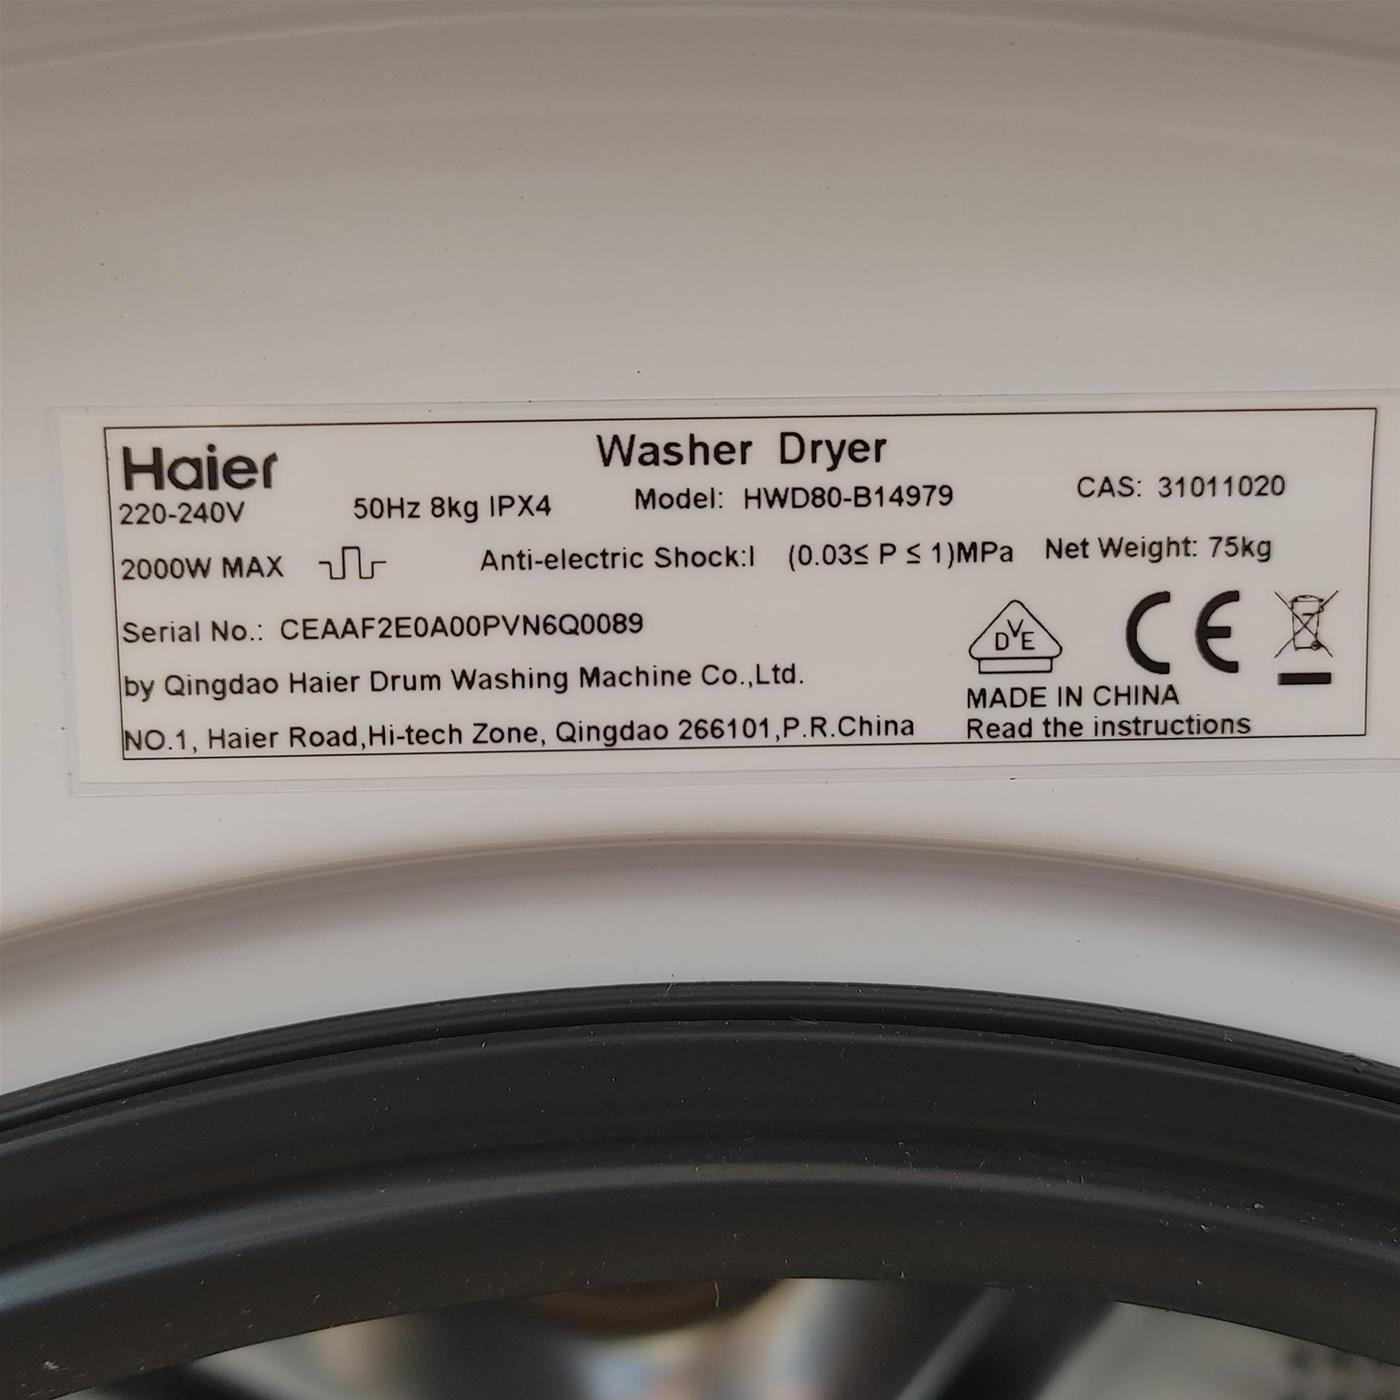 Haier
Washer Dryer
220-240V 50Hz 8kg IPX4 Model: HWD80-B14979 CAS: 31011020
2000W MAX Anti-electric Shock:I (0.03≤ P ≤ 1)MPa Net Weight: 75kg
Serial No.: CEAAF2E0A00PVN6Q0089
DVE CE
by Qingdao Haier Drum Washing Machine Co.,Ltd.
MADE IN CHINA
NO.1, Haier Road,Hi-tech Zone, Qingdao 266101,P.R.China
Read the instructions